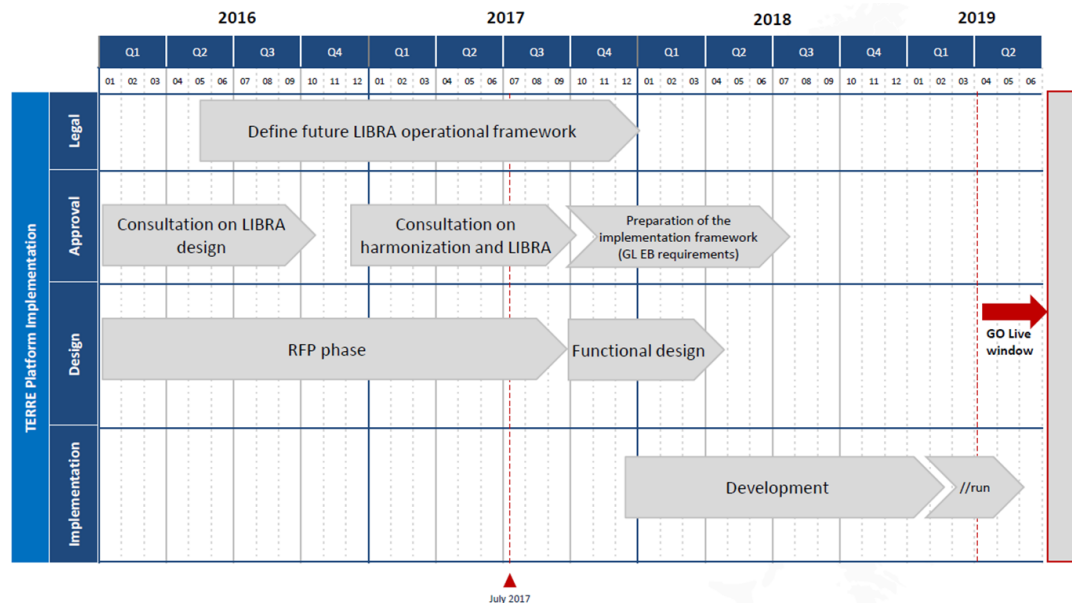 2016 2017 2018 2019
Q1 Q2 Q3 Q4 Q1 Q2 Q3 Q4 Q1 Q2 Q3 Q4 Q1 Q2
01 02 03 04 05 06 07 08 09 10 11 12 01 02 03 04 05 06 07 08 09 10 11 12 01 02 03 04 05 06 07 08 09 10 11 12 01 02 03 04 05 06
TERRE Platform Implementation
Legal
Define future LIBRA operational framework
Approval
Consultation on LIBRA
design
Consultation on
harmonization and LIBRA
Preparation of the
implementation framework
(GL EB requirements)
Design
RFP phase
Functional design
GO Live
window
Implementation
Development
//run
July 2017